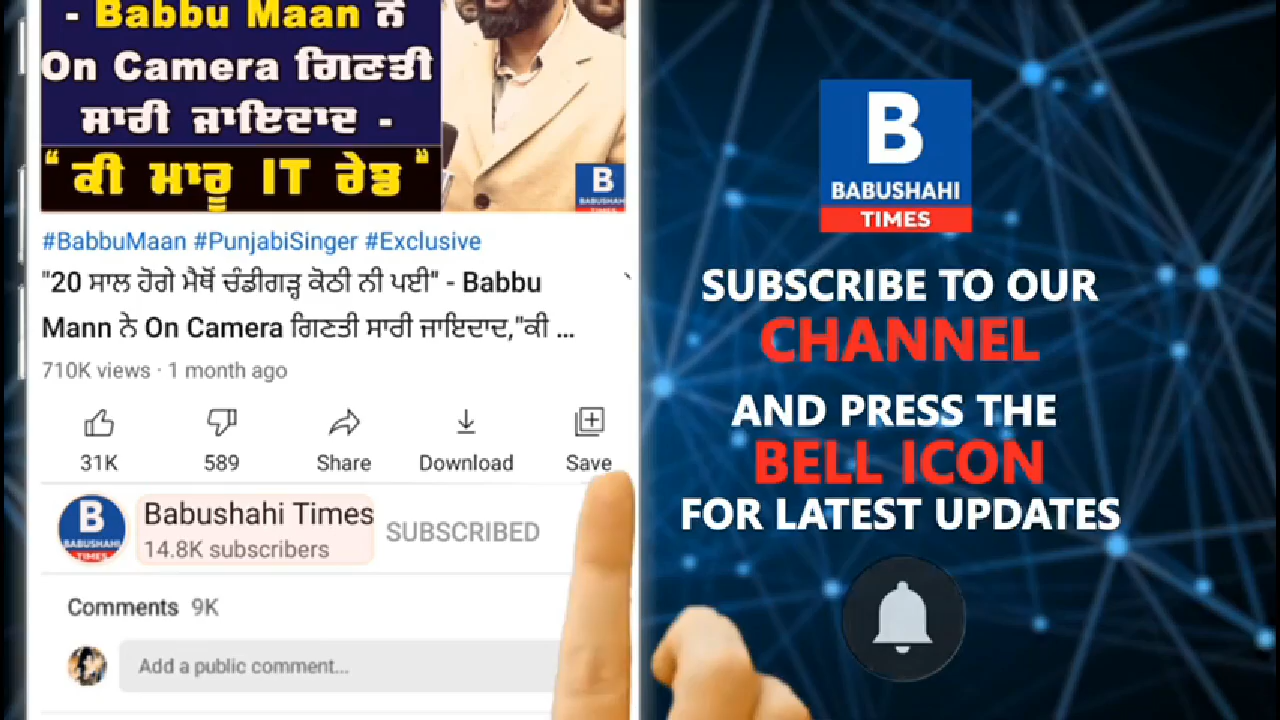 - Babbu Maan ਨੇ
On Camera ਗਿਣਤੀ
ਸਾਰੀ ਜਾਇਦਾਦ -
“ ਕੀ ਮਾਰੂ IT ਰੇਡ ”
B
BABUSHAHI
#BabbuMaan #PunjabiSinger #Exclusive
"20 ਸਾਲ ਹੋਗੇ ਮੈਥੋਂ ਚੰਡੀਗੜ੍ਹ ਕੋਠੀ ਨੀ ਪਈ" - Babbu
Mann ਨੇ On Camera ਗਿਣਤੀ ਸਾਰੀ ਜਾਇਦਾਦ,"ਕੀ ...
710K views · 1 month ago
31K 589 Share Download Save
B
BABUSHAHI
TIMES
Babushahi Times
14.8K subscribers
SUBSCRIBED
Comments 9K
Add a public comment...
B
BABUSHAHI
TIMES
SUBSCRIBE TO OUR
CHANNEL
AND PRESS THE
BELL ICON
FOR LATEST UPDATES